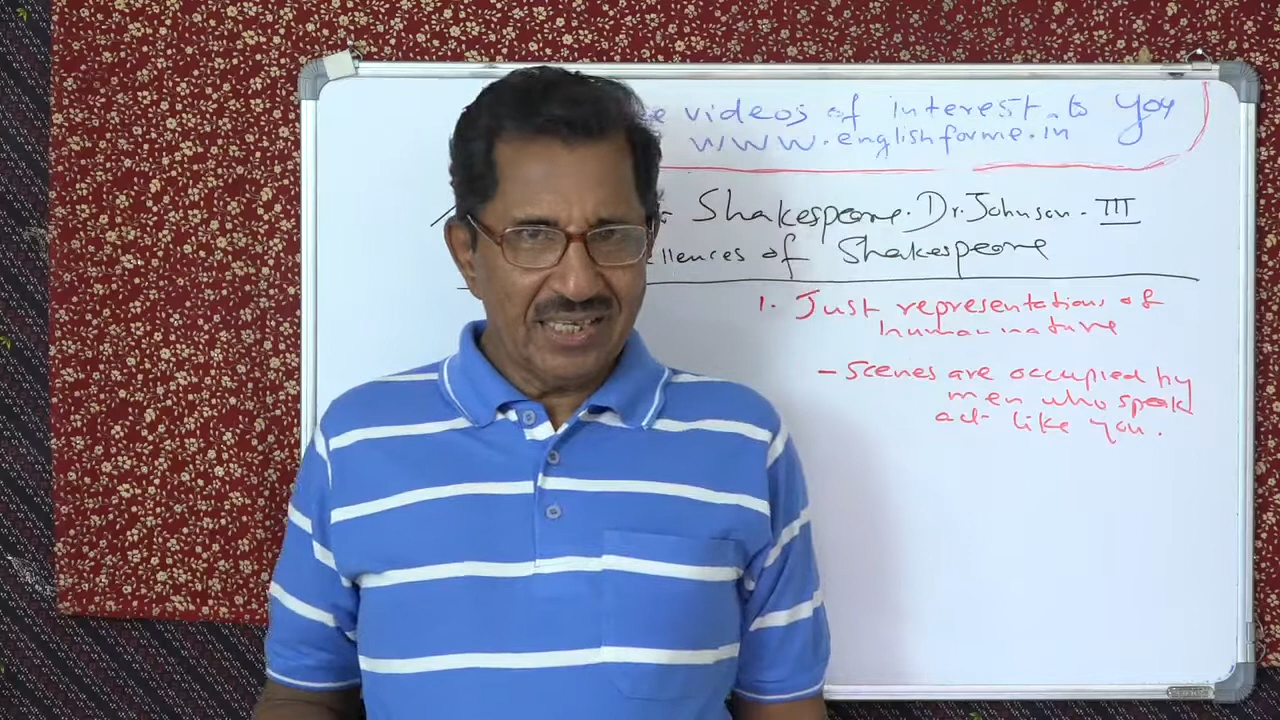 videos of interest to you
www.englishforme.in
Shakespeare. Dr. Johnson - III
llences of Shakespeare
1. Just representations of
human nature
- Scenes are occupied by
men who speak
act like you.